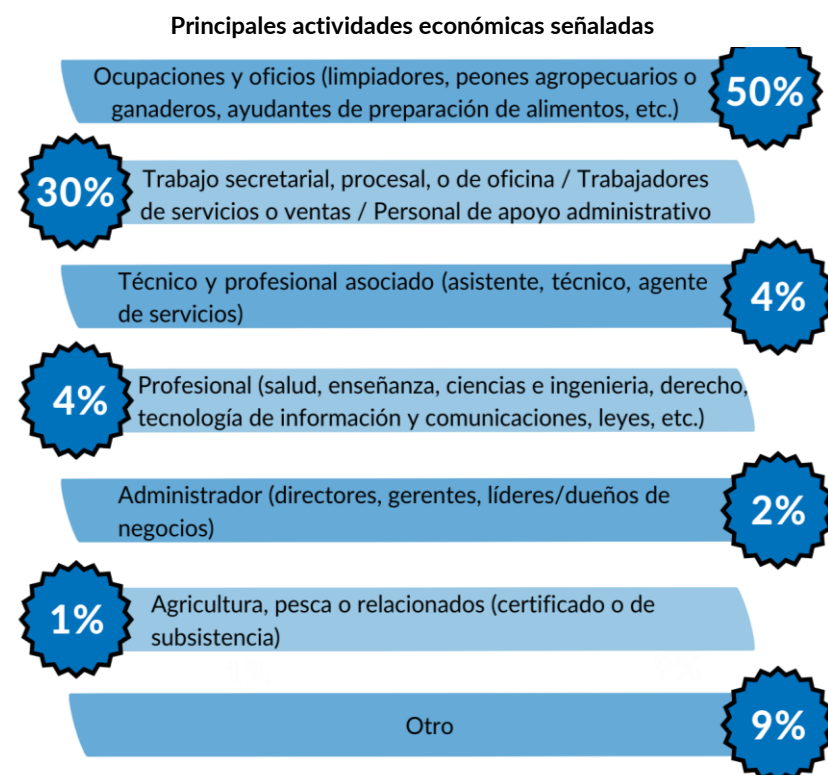 Principales actividades económicas señaladas
Ocupaciones y oficios (limpiadores, peones agropecuarios o
ganaderos, ayudantes de preparación de alimentos, etc.)
50%
30%
Trabajo secretarial, procesal, o de oficina / Trabajadores
de servicios o ventas / Personal de apoyo administrativo
Técnico y profesional asociado (asistente, técnico, agente
de servicios)
4%
4%
Profesional (salud, enseñanza, ciencias e ingenieria, derecho,
tecnología de información y comunicaciones, leyes, etc.)
Administrador (directores, gerentes, líderes/dueños de
negocios)
2%
1%
Agricultura, pesca o relacionados (certificado o de
subsistencia)
Otro
9%